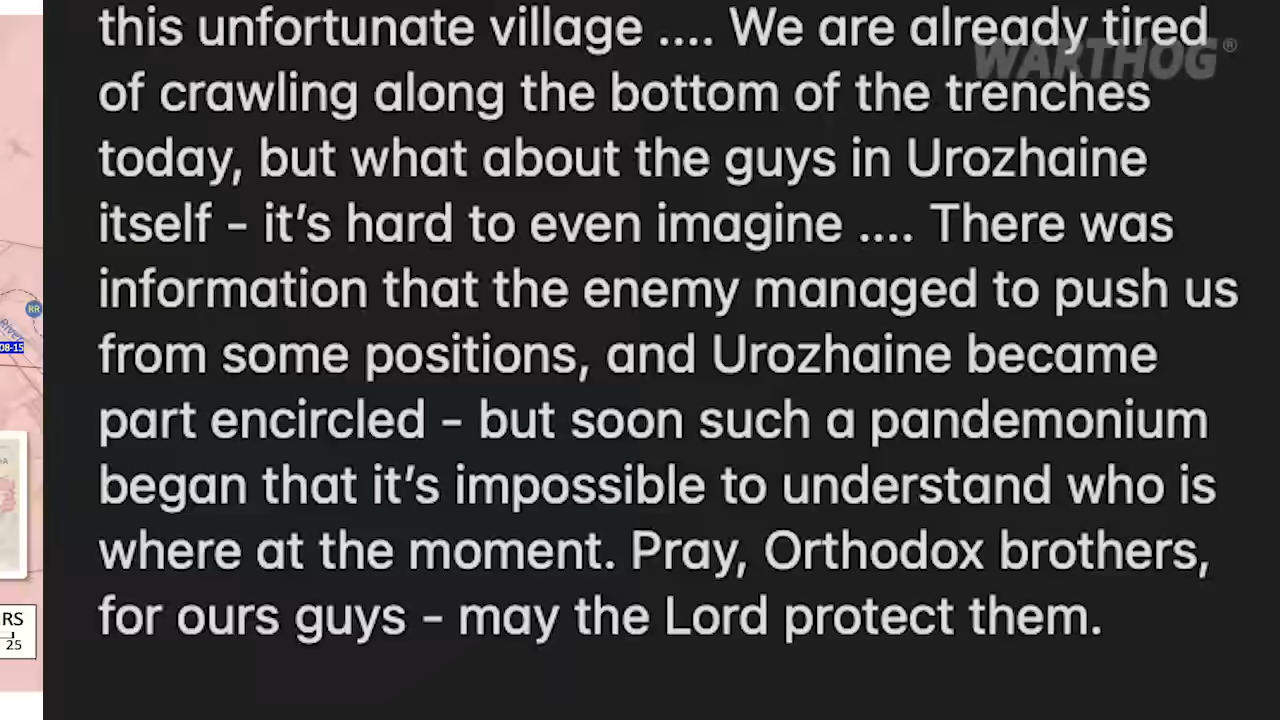 this unfortunate village .... We are already tired
WARTHOG®
of crawling along the bottom of the trenches
today, but what about the guys in Urozhaine
itself – it’s hard to even imagine .... There was
information that the enemy managed to push us
from some positions, and Urozhaine became
part encircled – but soon such a pandemonium
began that it’s impossible to understand who is
where at the moment. Pray, Orthodox brothers,
for ours guys – may the Lord protect them.
RR
River
08-15
RS
25